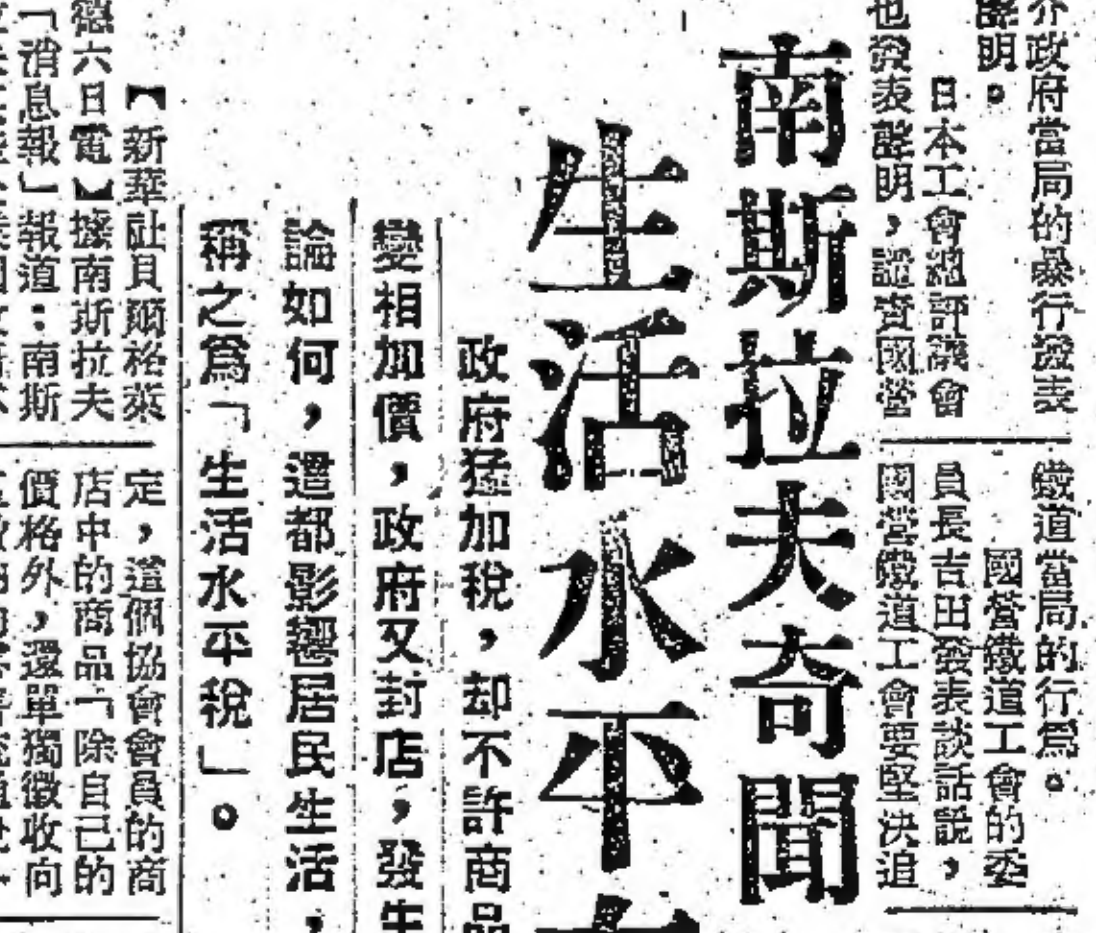 政府當局的暴行發表
聲明。
日本工會總評議會
也發表聲明，譴責國營
鐵道當局的行爲。
國營鐵道工會的委
員長吉田發表談話說，
國營鐵道工會要堅決追
南斯拉夫奇聞
生活水平
政府猛加稅，却不許商品
變相加價，政府又封店，發生
論如何，這都影響居民生活，
稱之爲「生活水平稅」。
【新華社貝爾格萊
德六日電】據南斯拉夫
「消息報」報道：南斯
定，這個協會會員的商
店中的商品「除自己的
價格外，還單獨徵收向